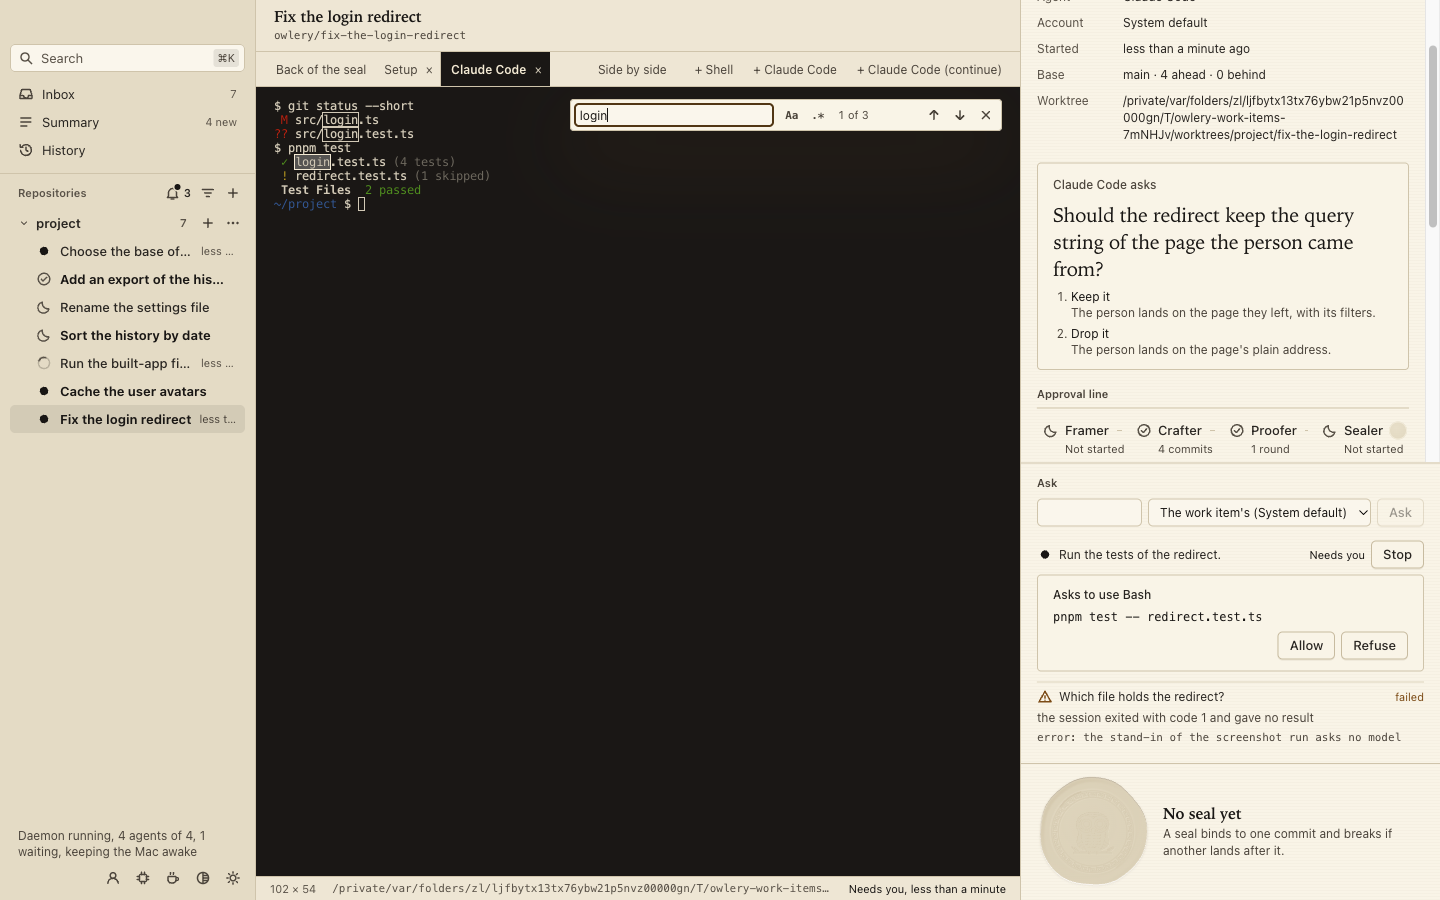 Search ⌘K
Inbox 7
Summary 4 new
History
Repositories 3
project 7
Choose the base of… less …
Add an export of the his…
Rename the settings file
Sort the history by date
Run the built-app fi… less …
Cache the user avatars
Fix the login redirect less t…
Daemon running, 4 agents of 4, 1
waiting, keeping the Mac awake
Fix the login redirect
owlery/fix-the-login-redirect
Back of the seal Setup × Claude Code × Side by side + Shell + Claude Code + Claude Code (continue)
login Aa .* 1 of 3
$ git status --short
M src/login.ts
?? src/login.test.ts
$ pnpm test
✓ login.test.ts (4 tests)
! redirect.test.ts (1 skipped)
Test Files 2 passed
~/project $
102 × 54 /private/var/folders/zl/ljfbytx13tx76ybw21p5nvz00000gn/T/owlery-work-items… Needs you, less than a minute
Account System default
Started less than a minute ago
Base main · 4 ahead · 0 behind
Worktree /private/var/folders/zl/ljfbytx13tx76ybw21p5nvz00
000gn/T/owlery-work-items-
7mNHJv/worktrees/project/fix-the-login-redirect
Claude Code asks
Should the redirect keep the query
string of the page the person came
from?
1. Keep it
The person lands on the page they left, with its filters.
2. Drop it
The person lands on the page's plain address.
Approval line
Framer Crafter Proofer Sealer
Not started 4 commits 1 round Not started
Ask
The work item's (System default) Ask
Run the tests of the redirect. Needs you Stop
Asks to use Bash
pnpm test -- redirect.test.ts
Allow Refuse
Which file holds the redirect? failed
the session exited with code 1 and gave no result
error: the stand-in of the screenshot run asks no model
No seal yet
A seal binds to one commit and breaks if
another lands after it.